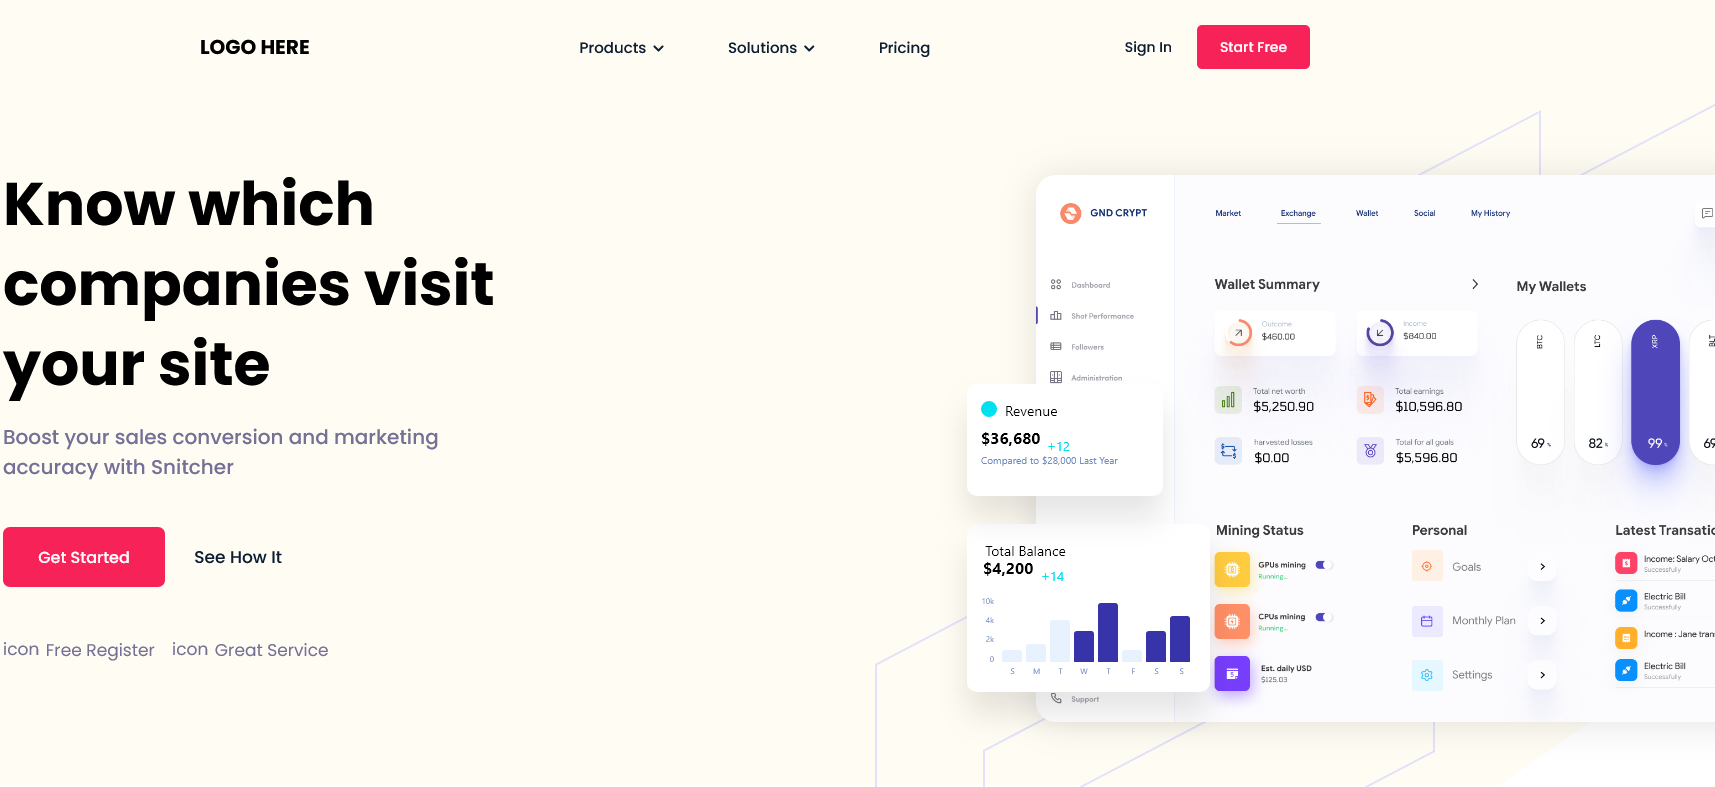 LOGO HERE
Products
Solutions
Pricing
Sign In
Start Free
Know which
companies visit
your site
Boost your sales conversion and marketing
accuracy with Snitcher
Get Started
See How It
icon Free Register
icon Great Service
GND CRYPT
Market
Exchange
Wallet
Social
My History
Dashboard
Shot Performance
Followers
Administration
Support
Revenue
$36,680 +12
Compared to $28,000 Last Year
Total Balance
$4,200 +14
10k
4k
2k
0
S M T W T F S S
Wallet Summary
Outcome
$460.00
Income
$640.00
Total net worth
$5,250.90
Total earnings
$10,596.80
harvested losses
$0.00
Total for all goals
$5,596.80
My Wallets
BTC
69 %
LTC
82 %
XRP
99 %
BLT
69
Mining Status
GPUs mining
Running...
CPUs mining
Running...
Est. daily USD
$125.03
Personal
Goals
Monthly Plan
Settings
Latest Transatio
Income: Salary Oct
Successfully
Electric Bill
Successfully
Income : Jane trans
Electric Bill
Successfully